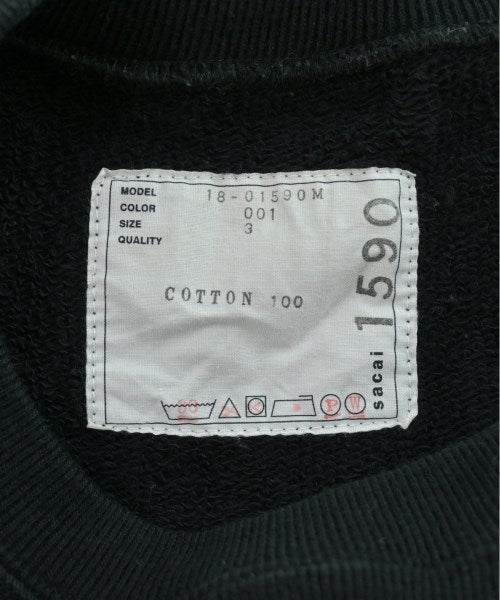 MODEL 18-01590M
COLOR 001
SIZE 3
QUALITY
COTTON 100
sacai 1590
P W